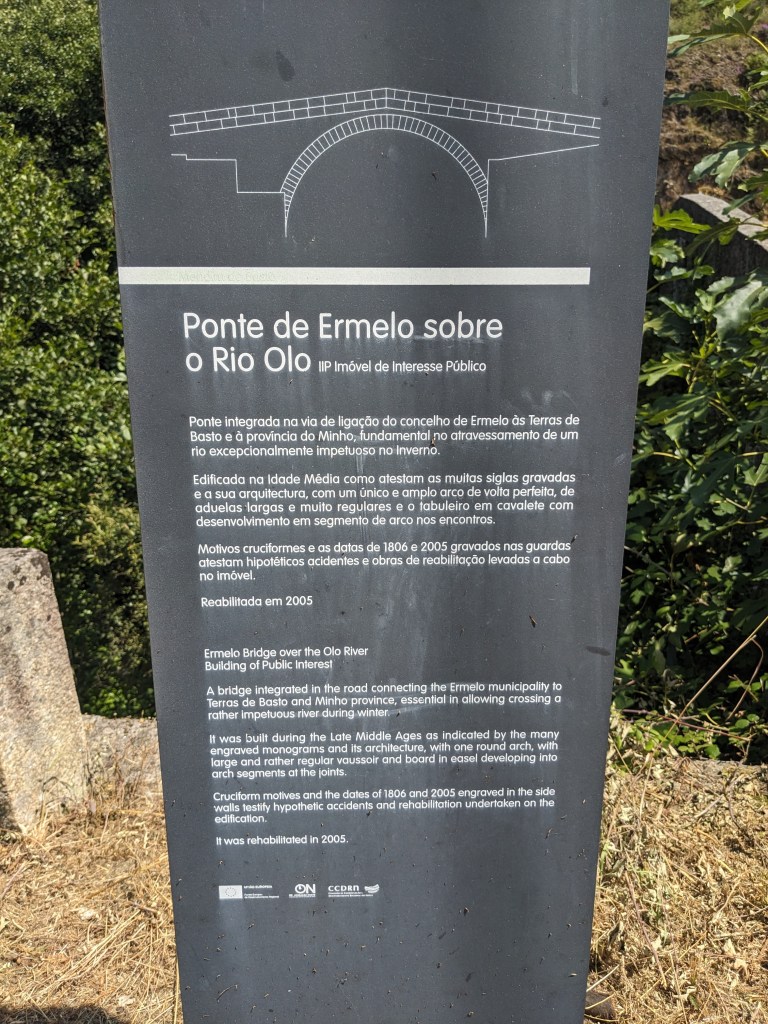 Ponte de Ermelo sobre
o Rio Olo IIP Imóvel de Interesse Público
Ponte integrada na via de ligação do concelho de Ermelo às Terras de
Basto e à província do Minho, fundamental no atravessamento de um
rio excepcionalmente impetuoso no Inverno.
Edificada na Idade Média como atestam as muitas siglas gravadas
e a sua arquitectura, com um único e amplo arco de volta perfeita, de
aduelas largas e muito regulares e o tabuleiro em cavalete com
desenvolvimento em segmento de arco nos encontros.
Motivos cruciformes e as datas de 1806 e 2005 gravados nas guardas
atestam hipotéticos acidentes e obras de reabilitação levadas a cabo
no imóvel.
Reabilitada em 2005
Ermelo Bridge over the Olo River
Building of Public Interest
A bridge integrated in the road connecting the Ermelo municipality to
Terras de Basto and Minho province, essential in allowing crossing a
rather impetuous river during winter.
It was built during the Late Middle Ages as indicated by the many
engraved monograms and its architecture, with one round arch, with
large and rather regular vaussoir and board in easel developing into
arch segments at the joints.
Cruciform motives and the dates of 1806 and 2005 engraved in the side
walls testify hypothetic accidents and rehabilitation undertaken on the
edification.
It was rehabilitated in 2005.
UNIÃO EUROPEIA
ON
CCDRN